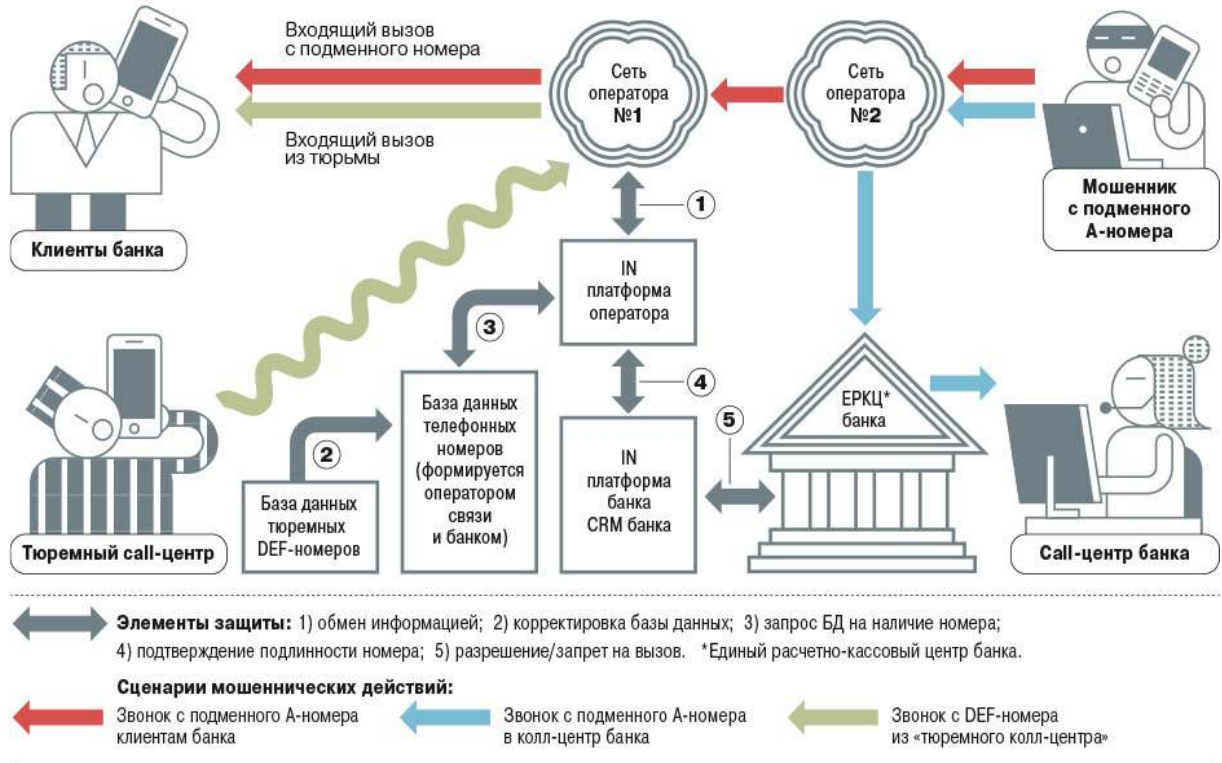 Входящий вызов
с подменного номера
Входящий вызов
из тюрьмы
Клиенты банка
Сеть
оператора
№1
Сеть
оператора
№2
Мошенник
с подменного
А-номера
1
IN
платформа
оператора
3
4
5
2
База данных
тюремных
DEF-номеров
База данных
телефонных
номеров
(формируется
оператором
связи
и банком)
IN
платформа
банка
CRM банка
ЕРКЦ*
банка
Тюремный call-центр
Call-центр банка
Элементы защиты: 1) обмен информацией; 2) корректировка базы данных; 3) запрос БД на наличие номера;
4) подтверждение подлинности номера; 5) разрешение/запрет на вызов. *Единый расчетно-кассовый центр банка.
Сценарии мошеннических действий:
Звонок с подменного А-номера
клиентам банка
Звонок с подменного А-номера
в колл-центр банка
Звонок с DEF-номера
из «тюремного колл-центра»